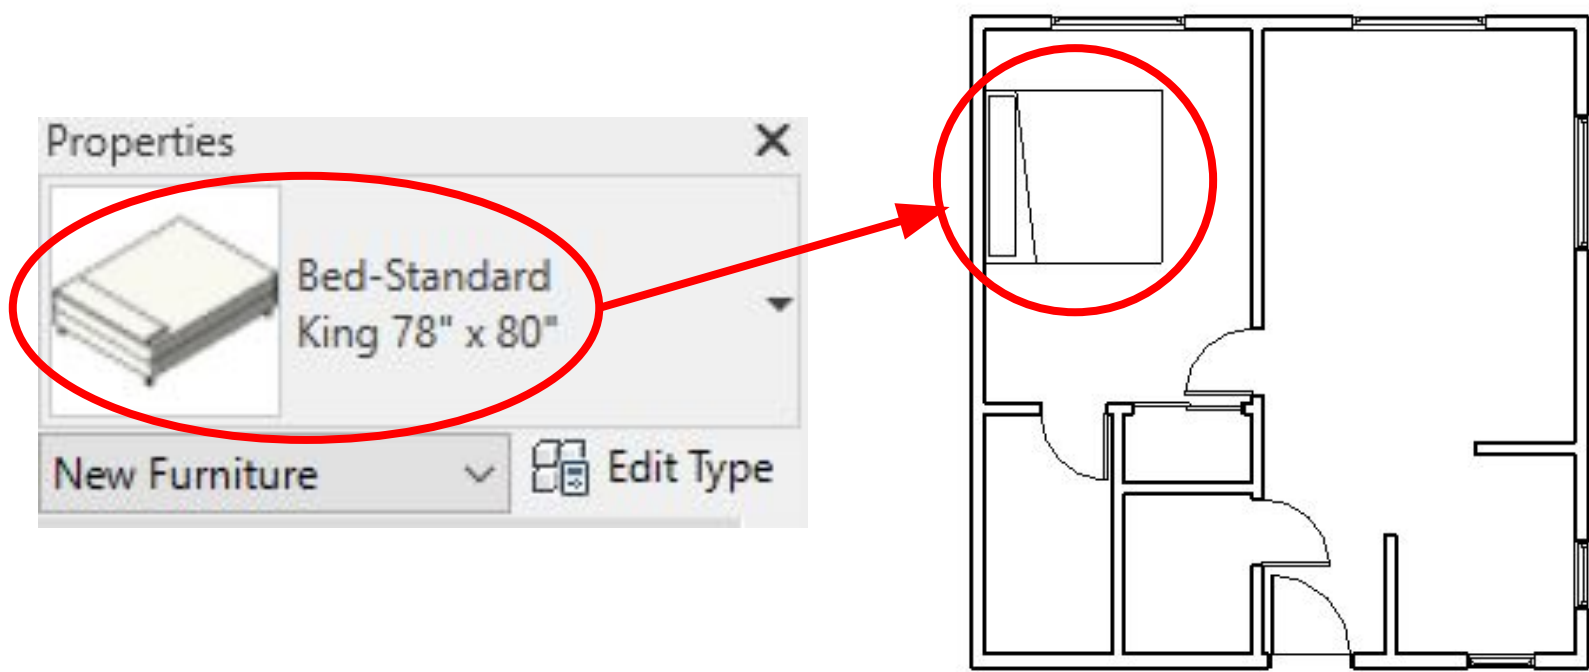 Properties
Bed-Standard
King 78" x 80"
New Furniture
Edit Type